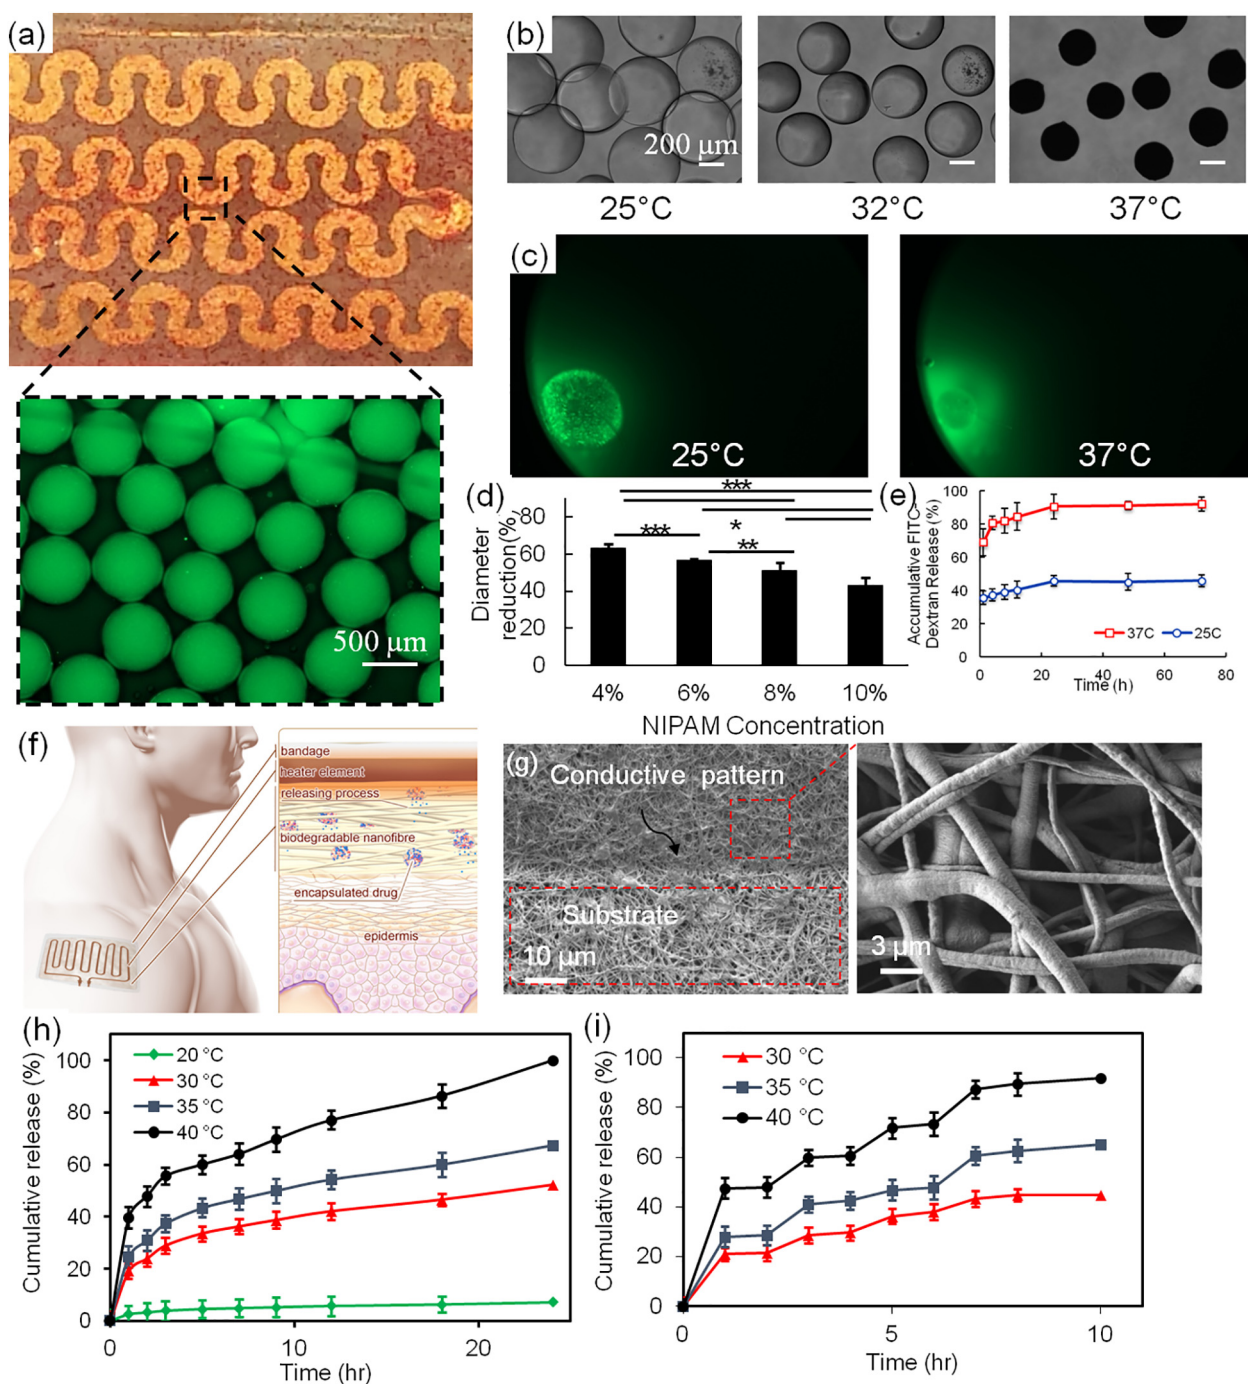 (a)
500 μm
(b)
200 μm
25°C
32°C
37°C
(c)
25°C
37°C
(d)
Diameter
reduction(%)
80
60
40
20
0
***
***
*
**
4%
6%
8%
10%
NIPAM Concentration
(e)
Accumulative FITC-
Dextran Release (%)
100
80
60
40
20
0
37C
25C
0
20
40
60
80
Time (h)
(f)
bandage
heater element
releasing process
biodegradable nanofibre
encapsulated drug
epidermis
(g)
Conductive pattern
Substrate
10 μm
3 μm
(h)
Cumulative release (%)
100
80
60
40
20
0
20 °C
30 °C
35 °C
40 °C
0
10
20
Time (hr)
(i)
Cumulative release (%)
100
80
60
40
20
0
30 °C
35 °C
40 °C
0
5
10
Time (hr)